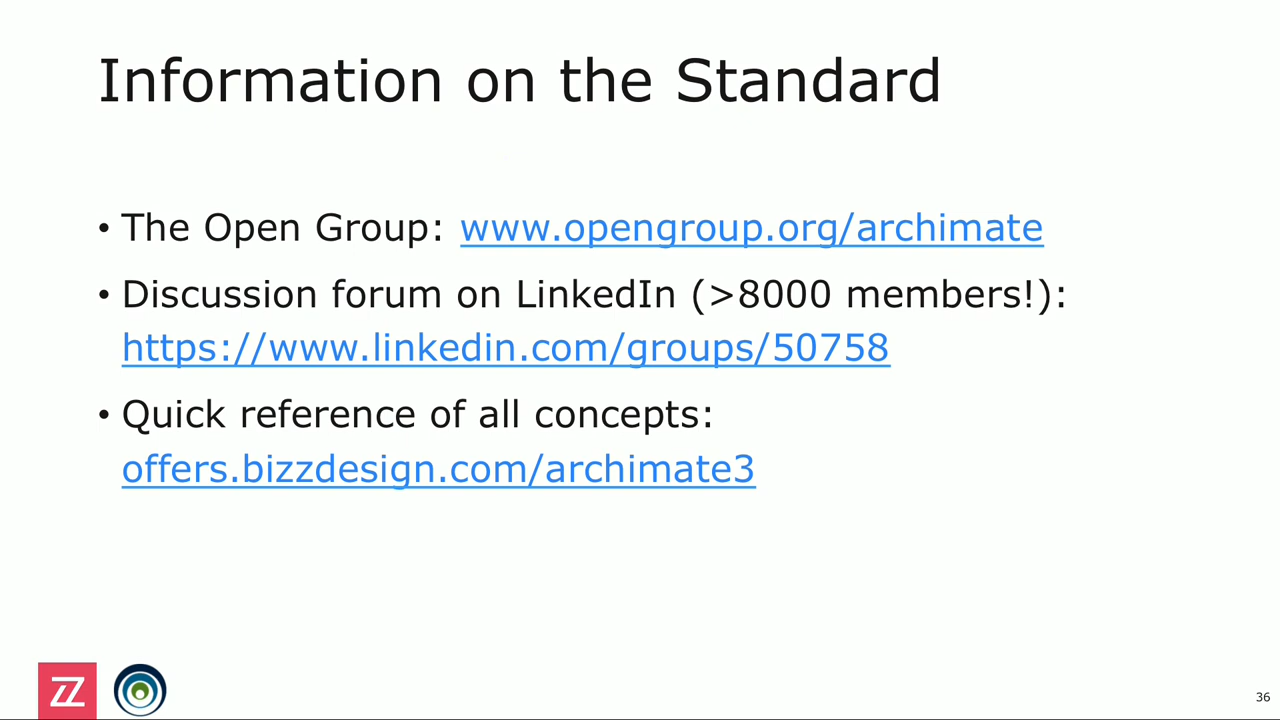 Information on the Standard
• The Open Group: www.opengroup.org/archimate
• Discussion forum on LinkedIn (>8000 members!):
https://www.linkedin.com/groups/50758
• Quick reference of all concepts:
offers.bizzdesign.com/archimate3
ZZ
36